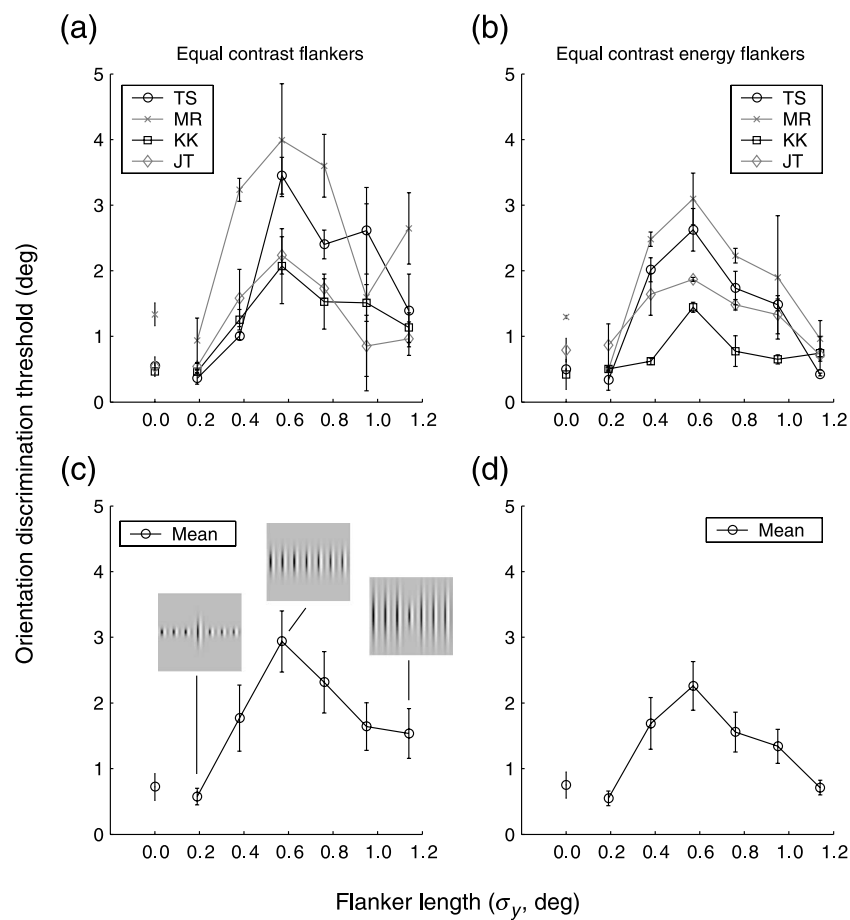 (a)
Equal contrast flankers
5
4
3
2
1
0
TS
MR
KK
JT
0.0 0.2 0.4 0.6 0.8 1.0 1.2
(b)
Equal contrast energy flankers
5
4
3
2
1
0
TS
MR
KK
JT
0.0 0.2 0.4 0.6 0.8 1.0 1.2
Orientation discrimination threshold (deg)
(c)
5
4
3
2
1
0
Mean
0.0 0.2 0.4 0.6 0.8 1.0 1.2
(d)
5
4
3
2
1
0
Mean
0.0 0.2 0.4 0.6 0.8 1.0 1.2
Flanker length (σy, deg)